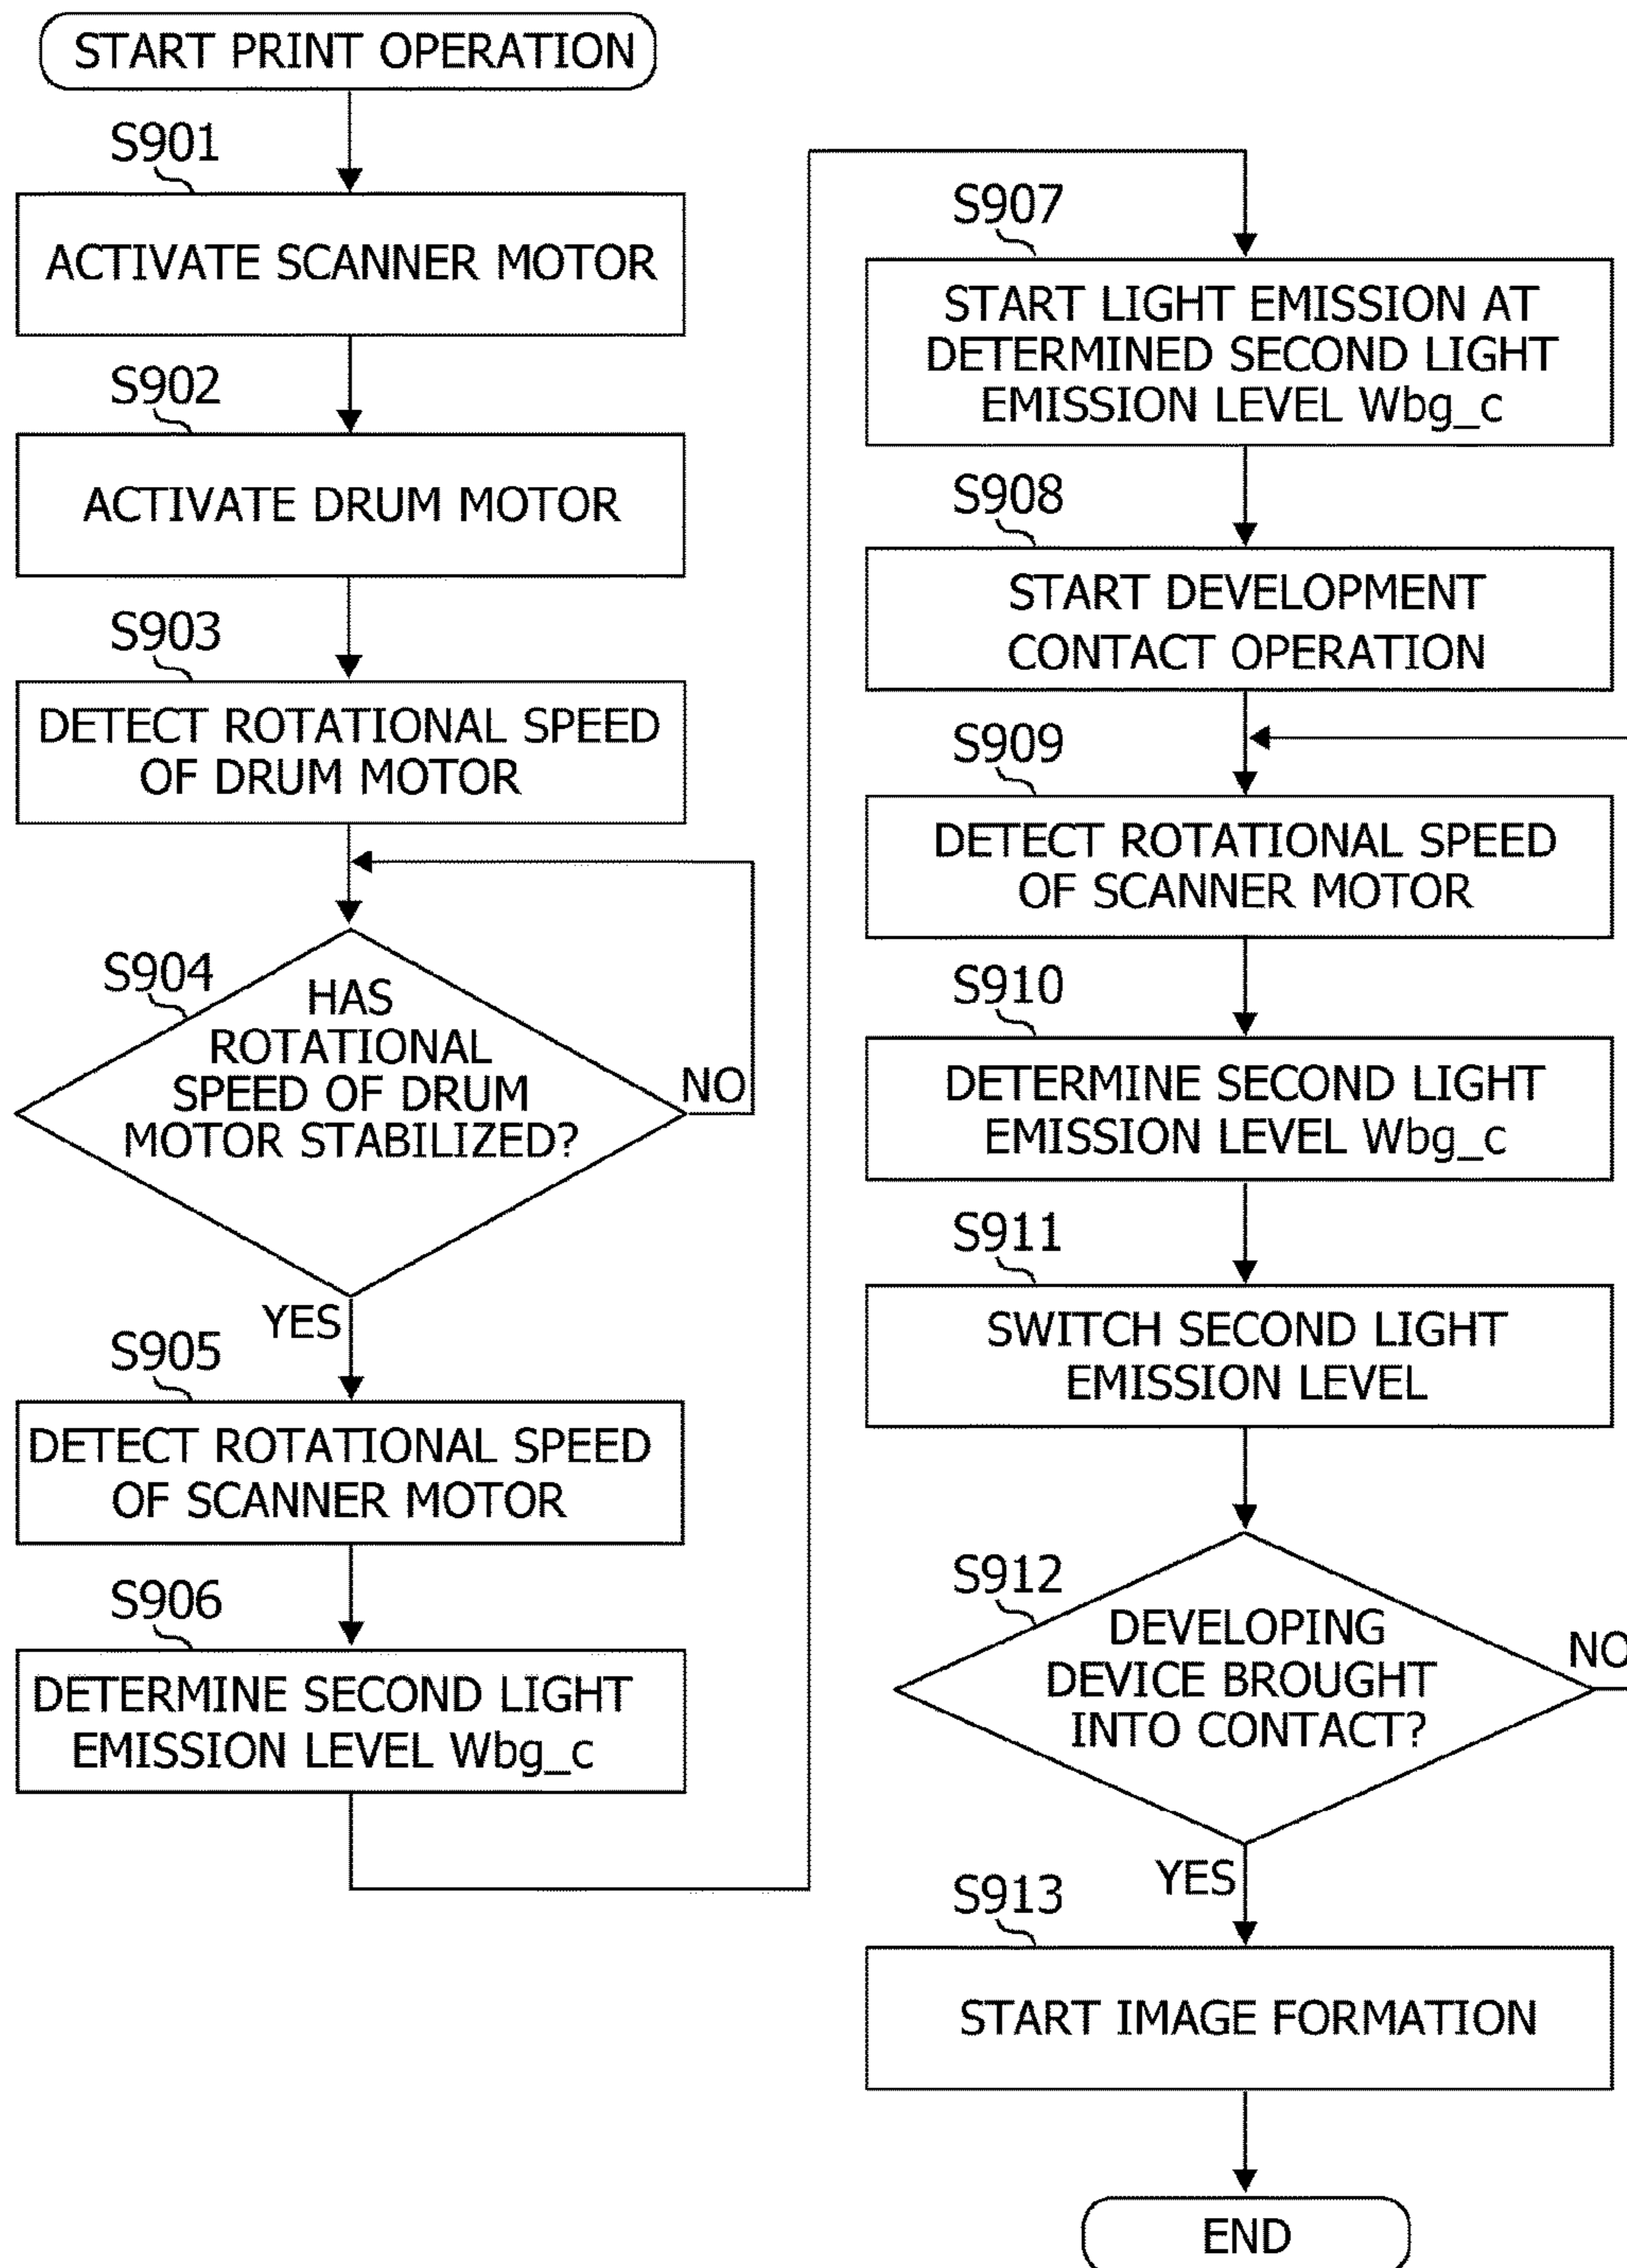 START PRINT OPERATION
S901
ACTIVATE SCANNER MOTOR
S902
ACTIVATE DRUM MOTOR
S903
DETECT ROTATIONAL SPEED
OF DRUM MOTOR
S904
HAS
ROTATIONAL
SPEED OF DRUM
MOTOR STABILIZED?
NO
YES
S905
DETECT ROTATIONAL SPEED
OF SCANNER MOTOR
S906
DETERMINE SECOND LIGHT
EMISSION LEVEL Wbg_c
S907
START LIGHT EMISSION AT
DETERMINED SECOND LIGHT
EMISSION LEVEL Wbg_c
S908
START DEVELOPMENT
CONTACT OPERATION
S909
DETECT ROTATIONAL SPEED
OF SCANNER MOTOR
S910
DETERMINE SECOND LIGHT
EMISSION LEVEL Wbg_c
S911
SWITCH SECOND LIGHT
EMISSION LEVEL
S912
DEVELOPING
DEVICE BROUGHT
INTO CONTACT?
NO
YES
S913
START IMAGE FORMATION
END